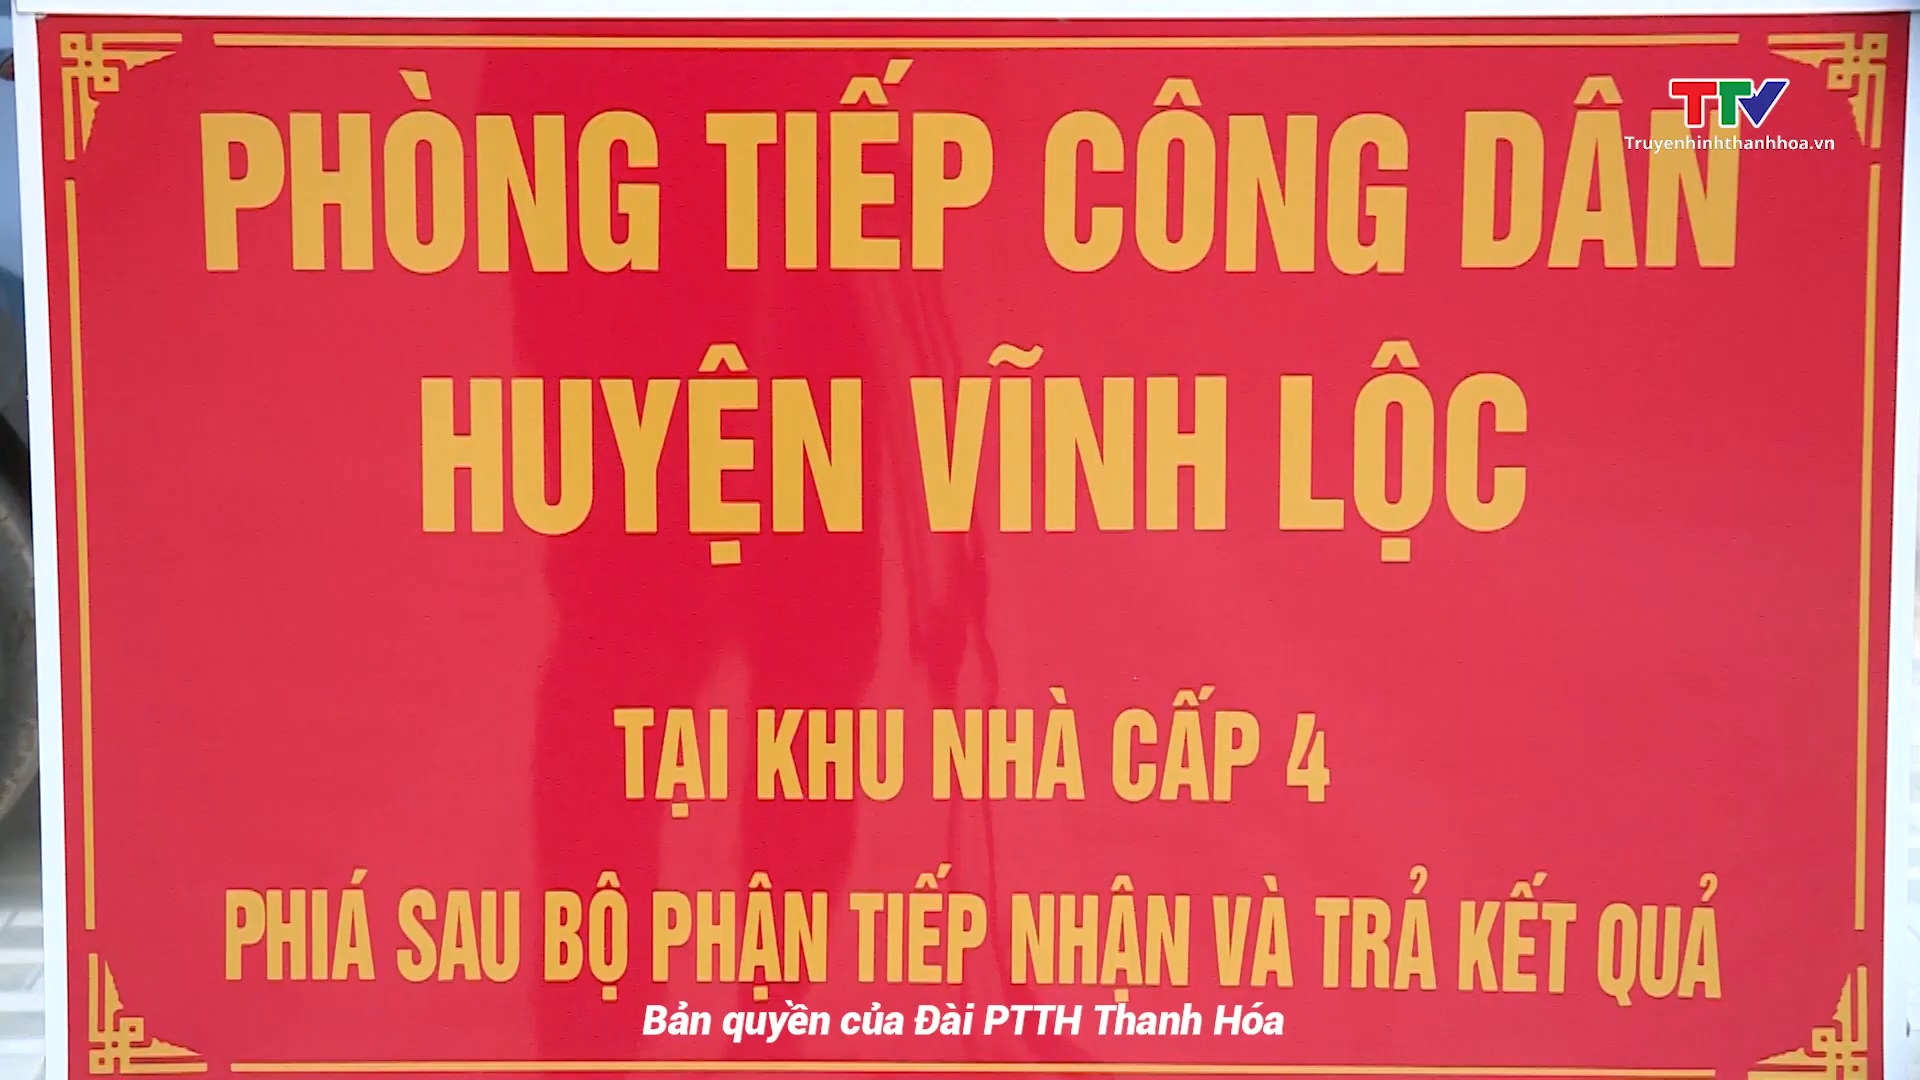 TTV
Truyenhinhthanhhoa.vn
PHÒNG TIẾP CÔNG DÂN
HUYỆN VĨNH LỘC
TẠI KHU NHÀ CẤP 4
PHIÁ SAU BỘ PHẬN TIẾP NHẬN VÀ TRẢ KẾT QUẢ
Bản quyền của Đài PTTH Thanh Hóa